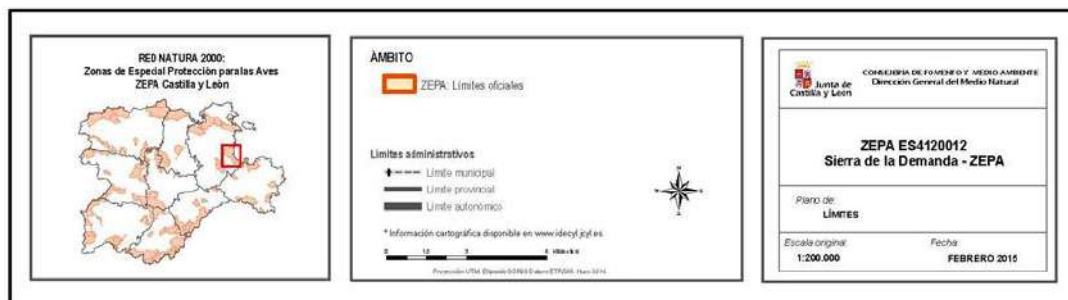 RED NATURA 2000:
Zonas de Especial Protección para las Aves
ZEPA Castilla y León
ÁMBITO
ZEPA: Límites oficiales
Límites administrativos
Límite municipal
Límite provincial
Límite autonómico
* Información cartográfica disponible en www.idecyl.jcyl.es
Junta de
Castilla y León
CONSEJERÍA DE FOMENTO Y MEDIO AMBIENTE
Dirección General del Medio Natural
ZEPA ES4120012
Sierra de la Demanda - ZEPA
Plano de:
LÍMITES
Escala original:
1:200.000
Fecha:
FEBRERO 2015